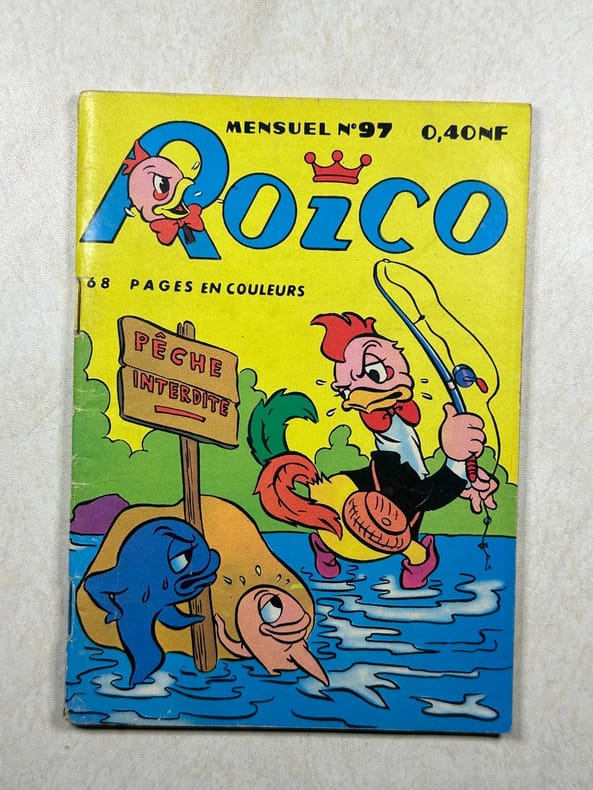 MENSUEL N°97 0,40NF
ROICO
68 PAGES EN COULEURS
PÊCHE
INTERDITE